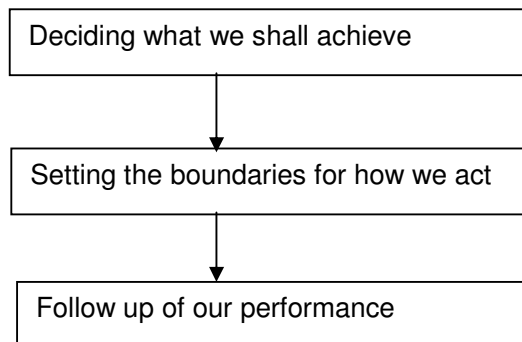 Deciding what we shall achieve
Setting the boundaries for how we act
Follow up of our performance